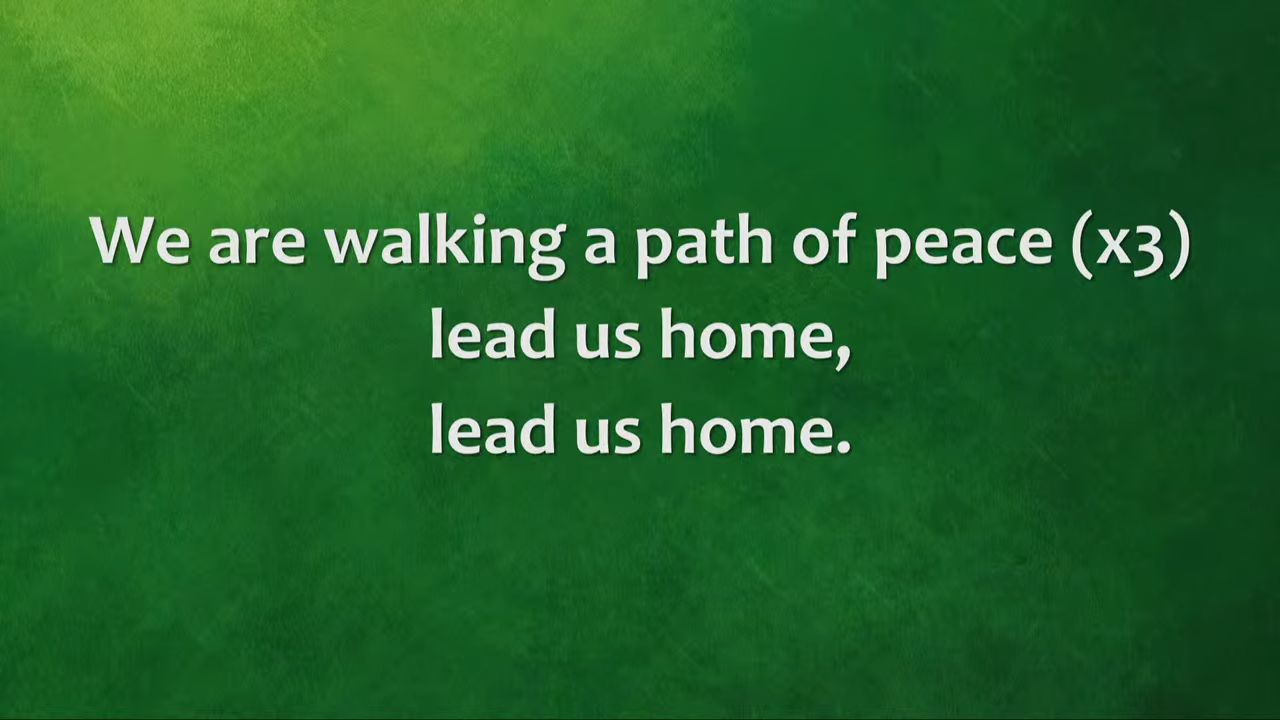 We are walking a path of peace (x3)
lead us home,
lead us home.